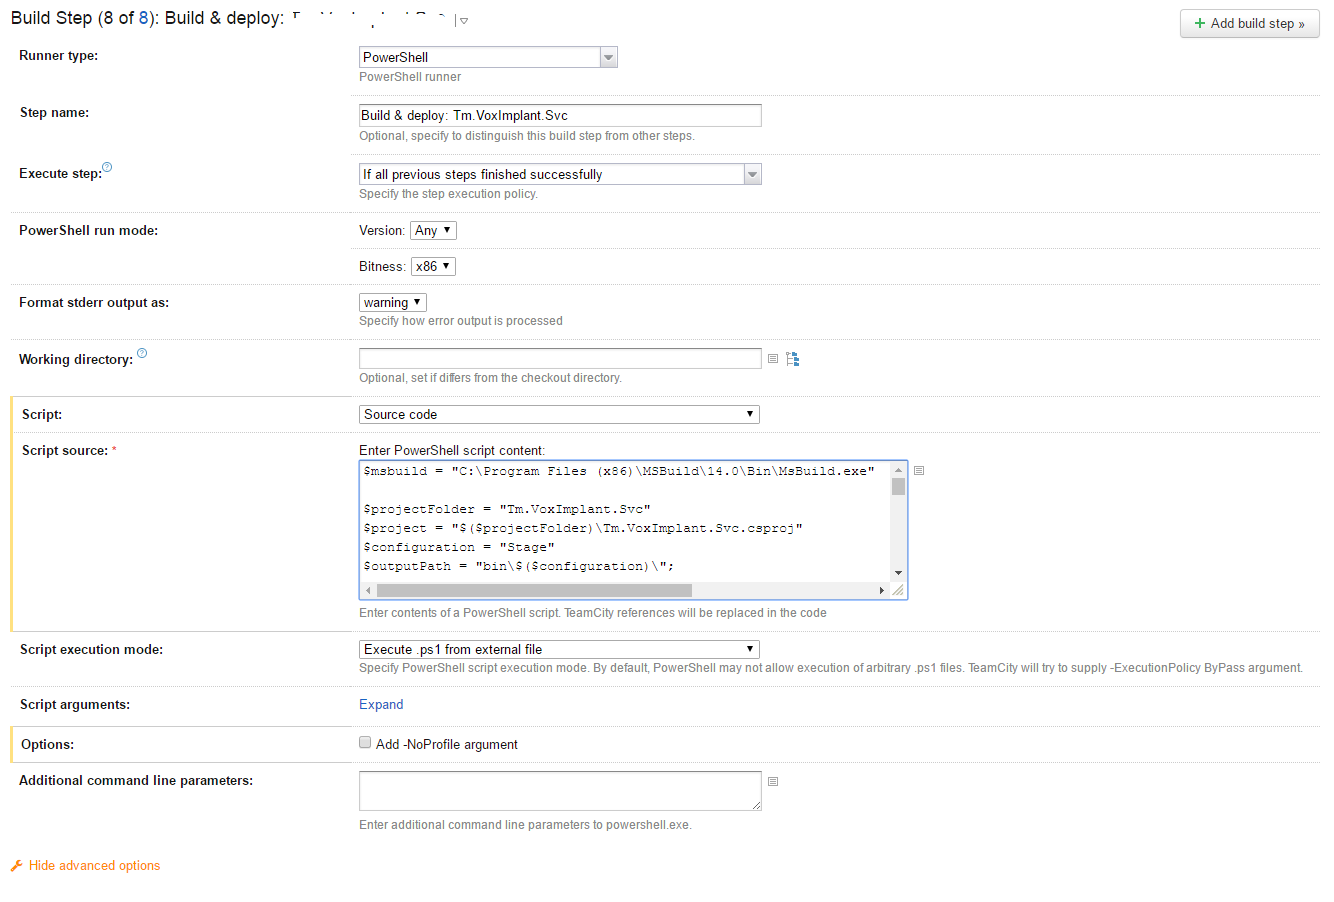 Build Step (8 of 8): Build & deploy:
+ Add build step »
Runner type:
PowerShell
PowerShell runner
Step name:
Build & deploy: Tm.VoxImplant.Svc
Optional, specify to distinguish this build step from other steps.
Execute step:
If all previous steps finished successfully
Specify the step execution policy.
PowerShell run mode:
Version: Any
Bitness: x86
Format stderr output as:
warning
Specify how error output is processed
Working directory:
Optional, set if differs from the checkout directory.
Script:
Source code
Script source: *
Enter PowerShell script content:
$msbuild = "C:\Program Files (x86)\MSBuild\14.0\Bin\MsBuild.exe"
$projectFolder = "Tm.VoxImplant.Svc"
$project = "$($projectFolder)\Tm.VoxImplant.Svc.csproj"
$configuration = "Stage"
$outputPath = "bin\$($configuration)\";
Enter contents of a PowerShell script. TeamCity references will be replaced in the code
Script execution mode:
Execute .ps1 from external file
Specify PowerShell script execution mode. By default, PowerShell may not allow execution of arbitrary .ps1 files. TeamCity will try to supply -ExecutionPolicy ByPass argument.
Script arguments:
Expand
Options:
Add -NoProfile argument
Additional command line parameters:
Enter additional command line parameters to powershell.exe.
Hide advanced options